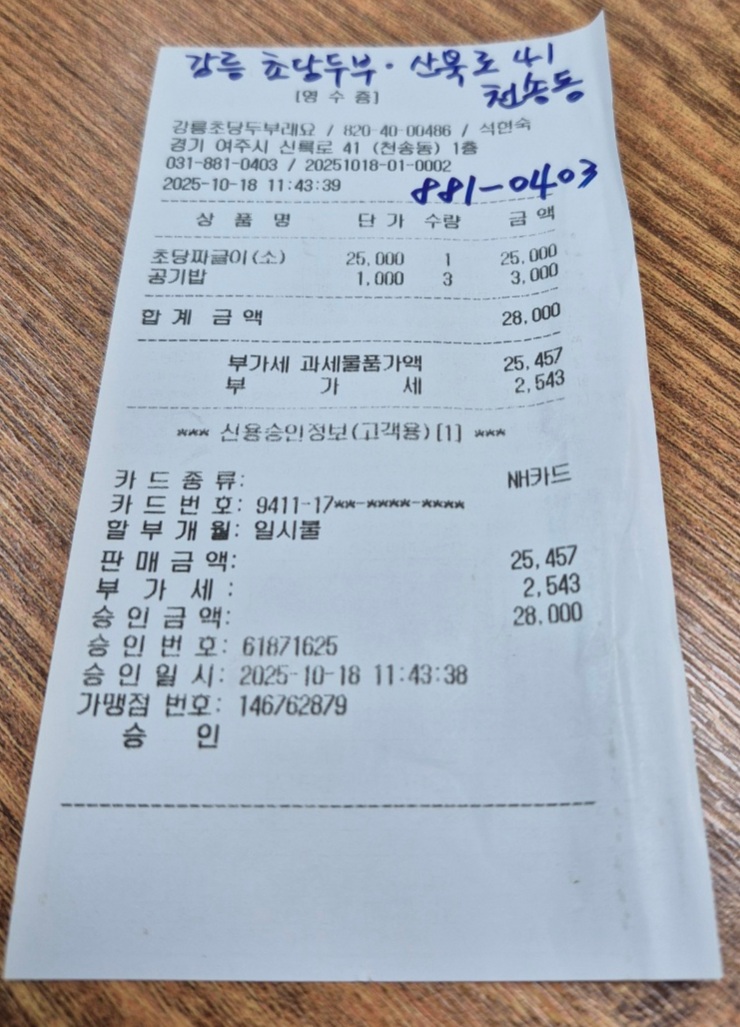 강릉 초당두부 · 신륵로 41
천송동
[영 수 증]
강릉초당두부래요 / 820-40-00486 / 석현숙
경기 여주시 신륵로 41 (천송동) 1층
031-881-0403 / 20251018-01-0002
2025-10-18 11:43:39
881-0403
상 품 명 단 가 수량 금 액
초당짜글이(소) 25,000 1 25,000
공기밥 1,000 3 3,000
합 계 금 액 28,000
부가세 과세물품가액 25,457
부 가 세 2,543
*** 신용승인정보(고객용)[1] ***
카 드 종 류: NH카드
카 드 번 호: 9411-17**-****-****
할 부 개 월: 일시불
판 매 금 액: 25,457
부 가 세 : 2,543
승 인 금 액: 28,000
승 인 번 호: 61871625
승 인 일 시: 2025-10-18 11:43:38
가맹점 번호: 146762879
승 인